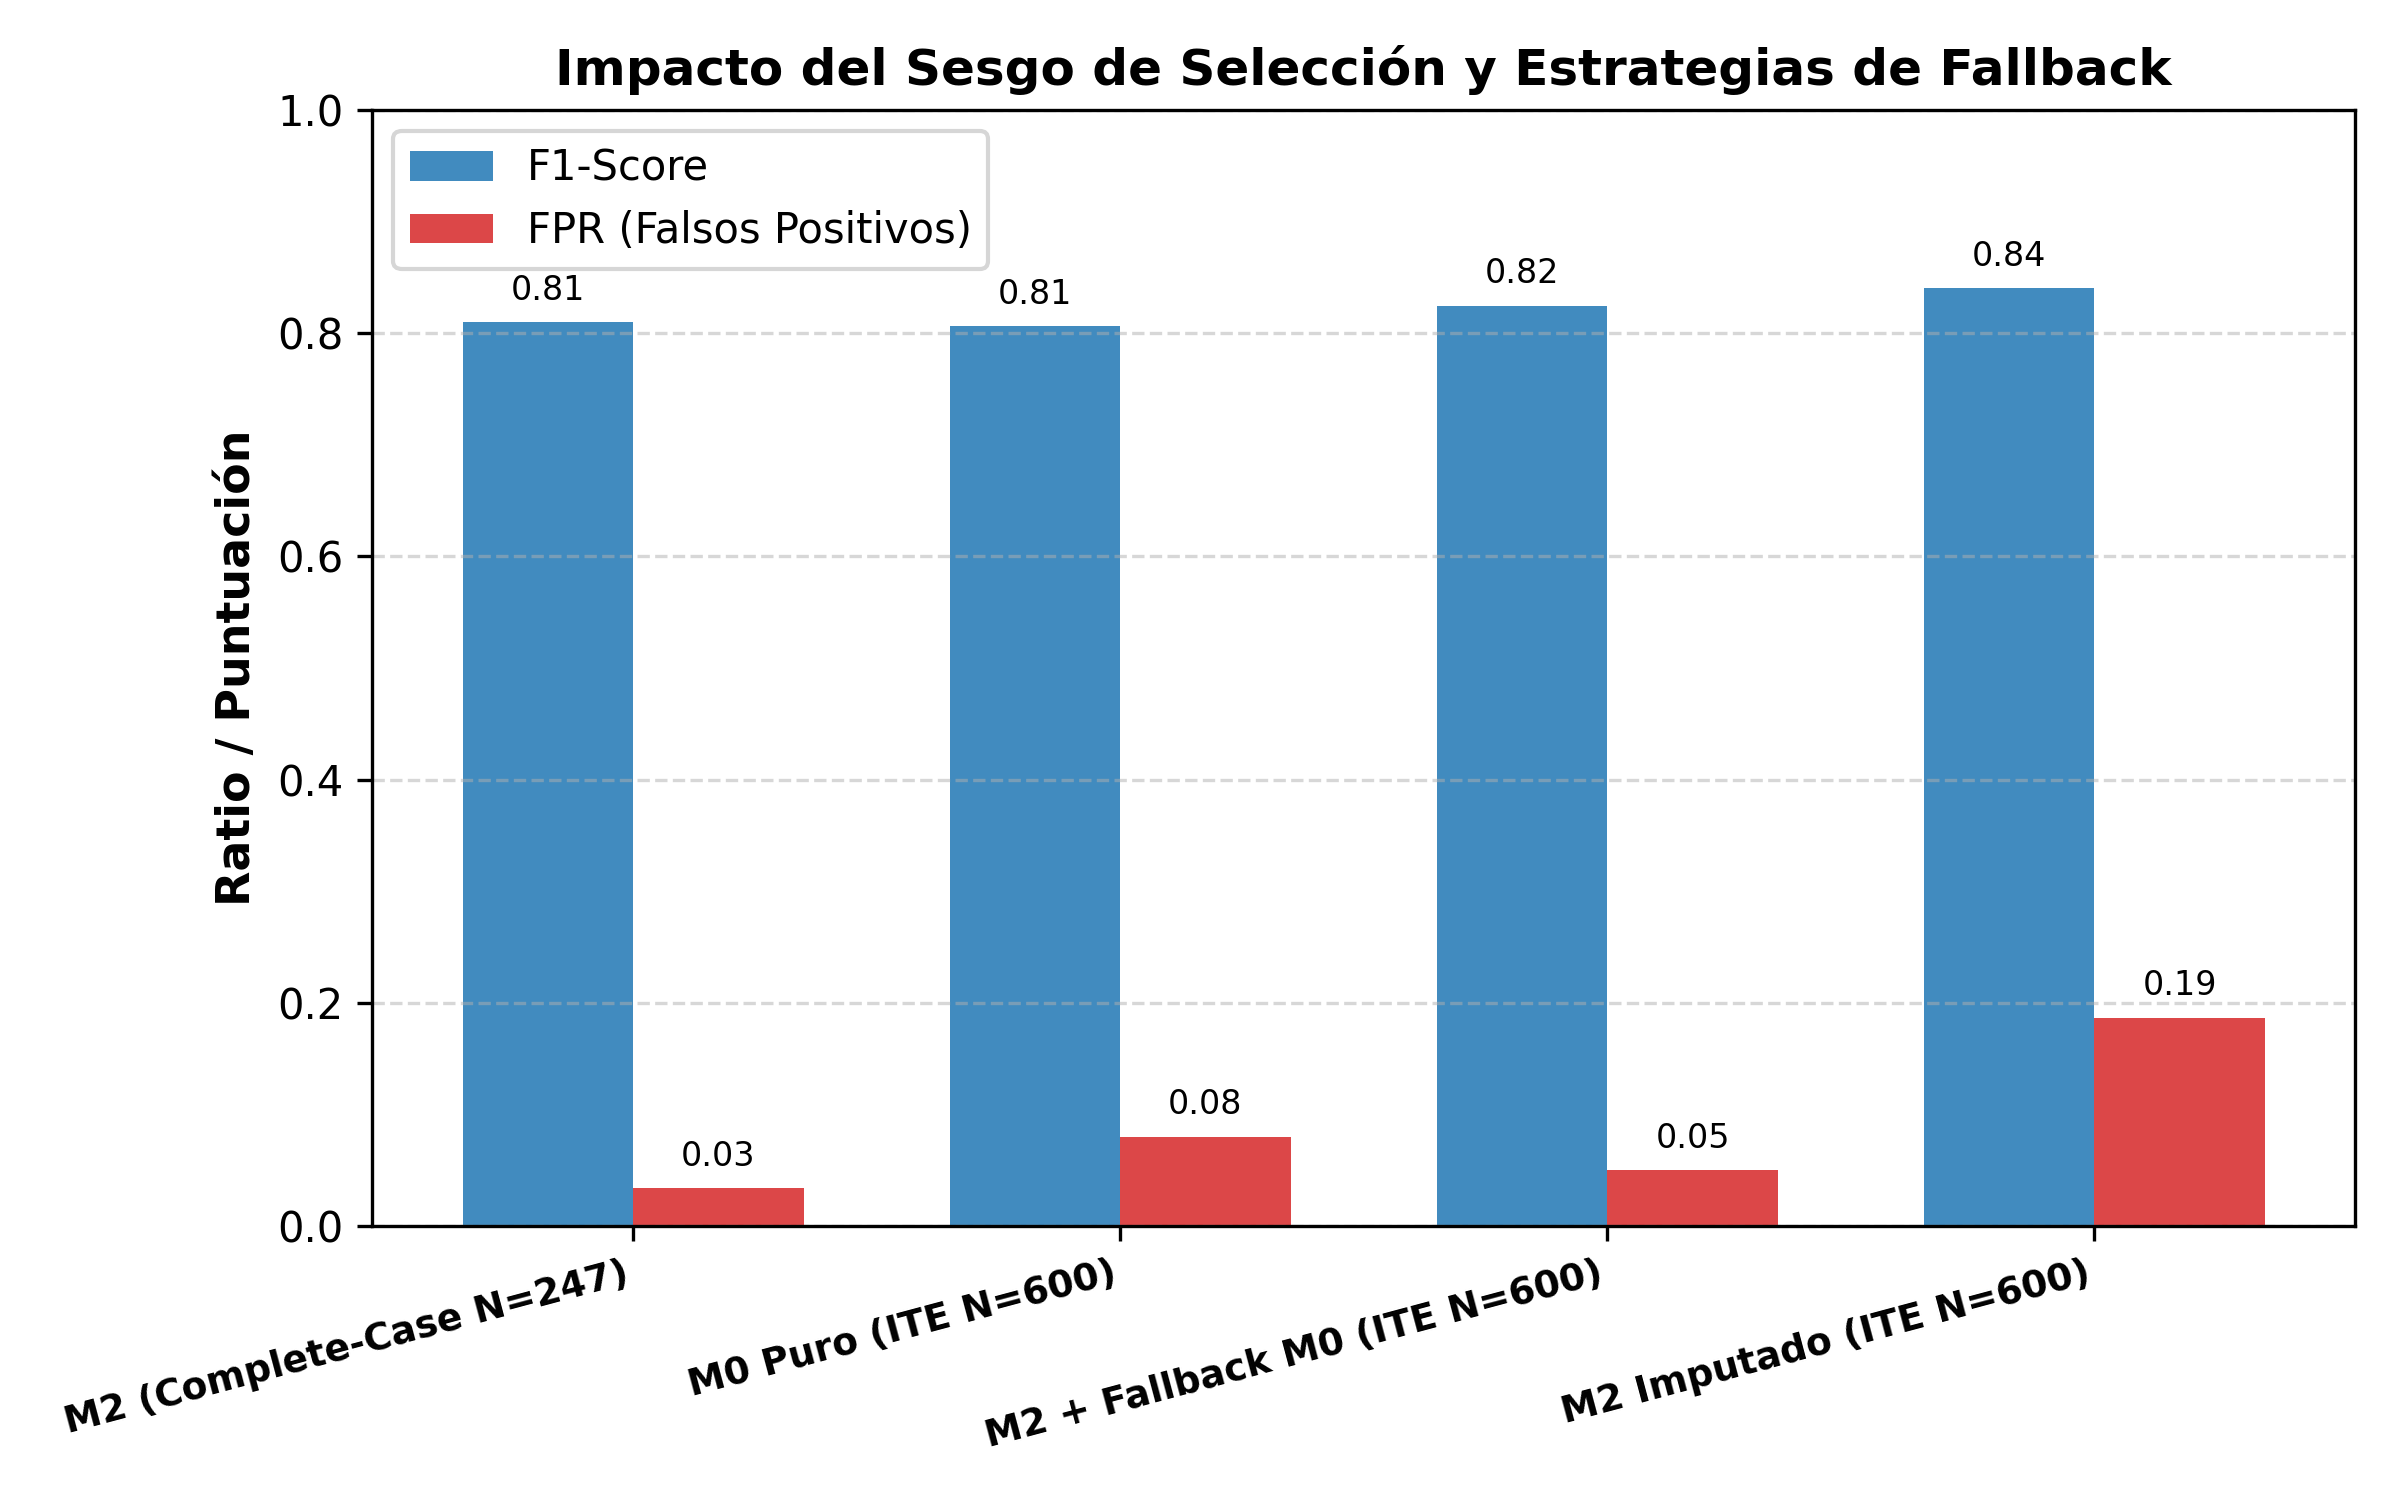 Impacto del Sesgo de Selección y Estrategias de Fallback
Ratio / Puntuación
1.0
0.8
0.6
0.4
0.2
0.0
F1-Score
FPR (Falsos Positivos)
0.81
0.03
0.81
0.08
0.82
0.05
0.84
0.19
M2 (Complete-Case N=247)
M0 Puro (ITE N=600)
M2 + Fallback M0 (ITE N=600)
M2 Imputado (ITE N=600)